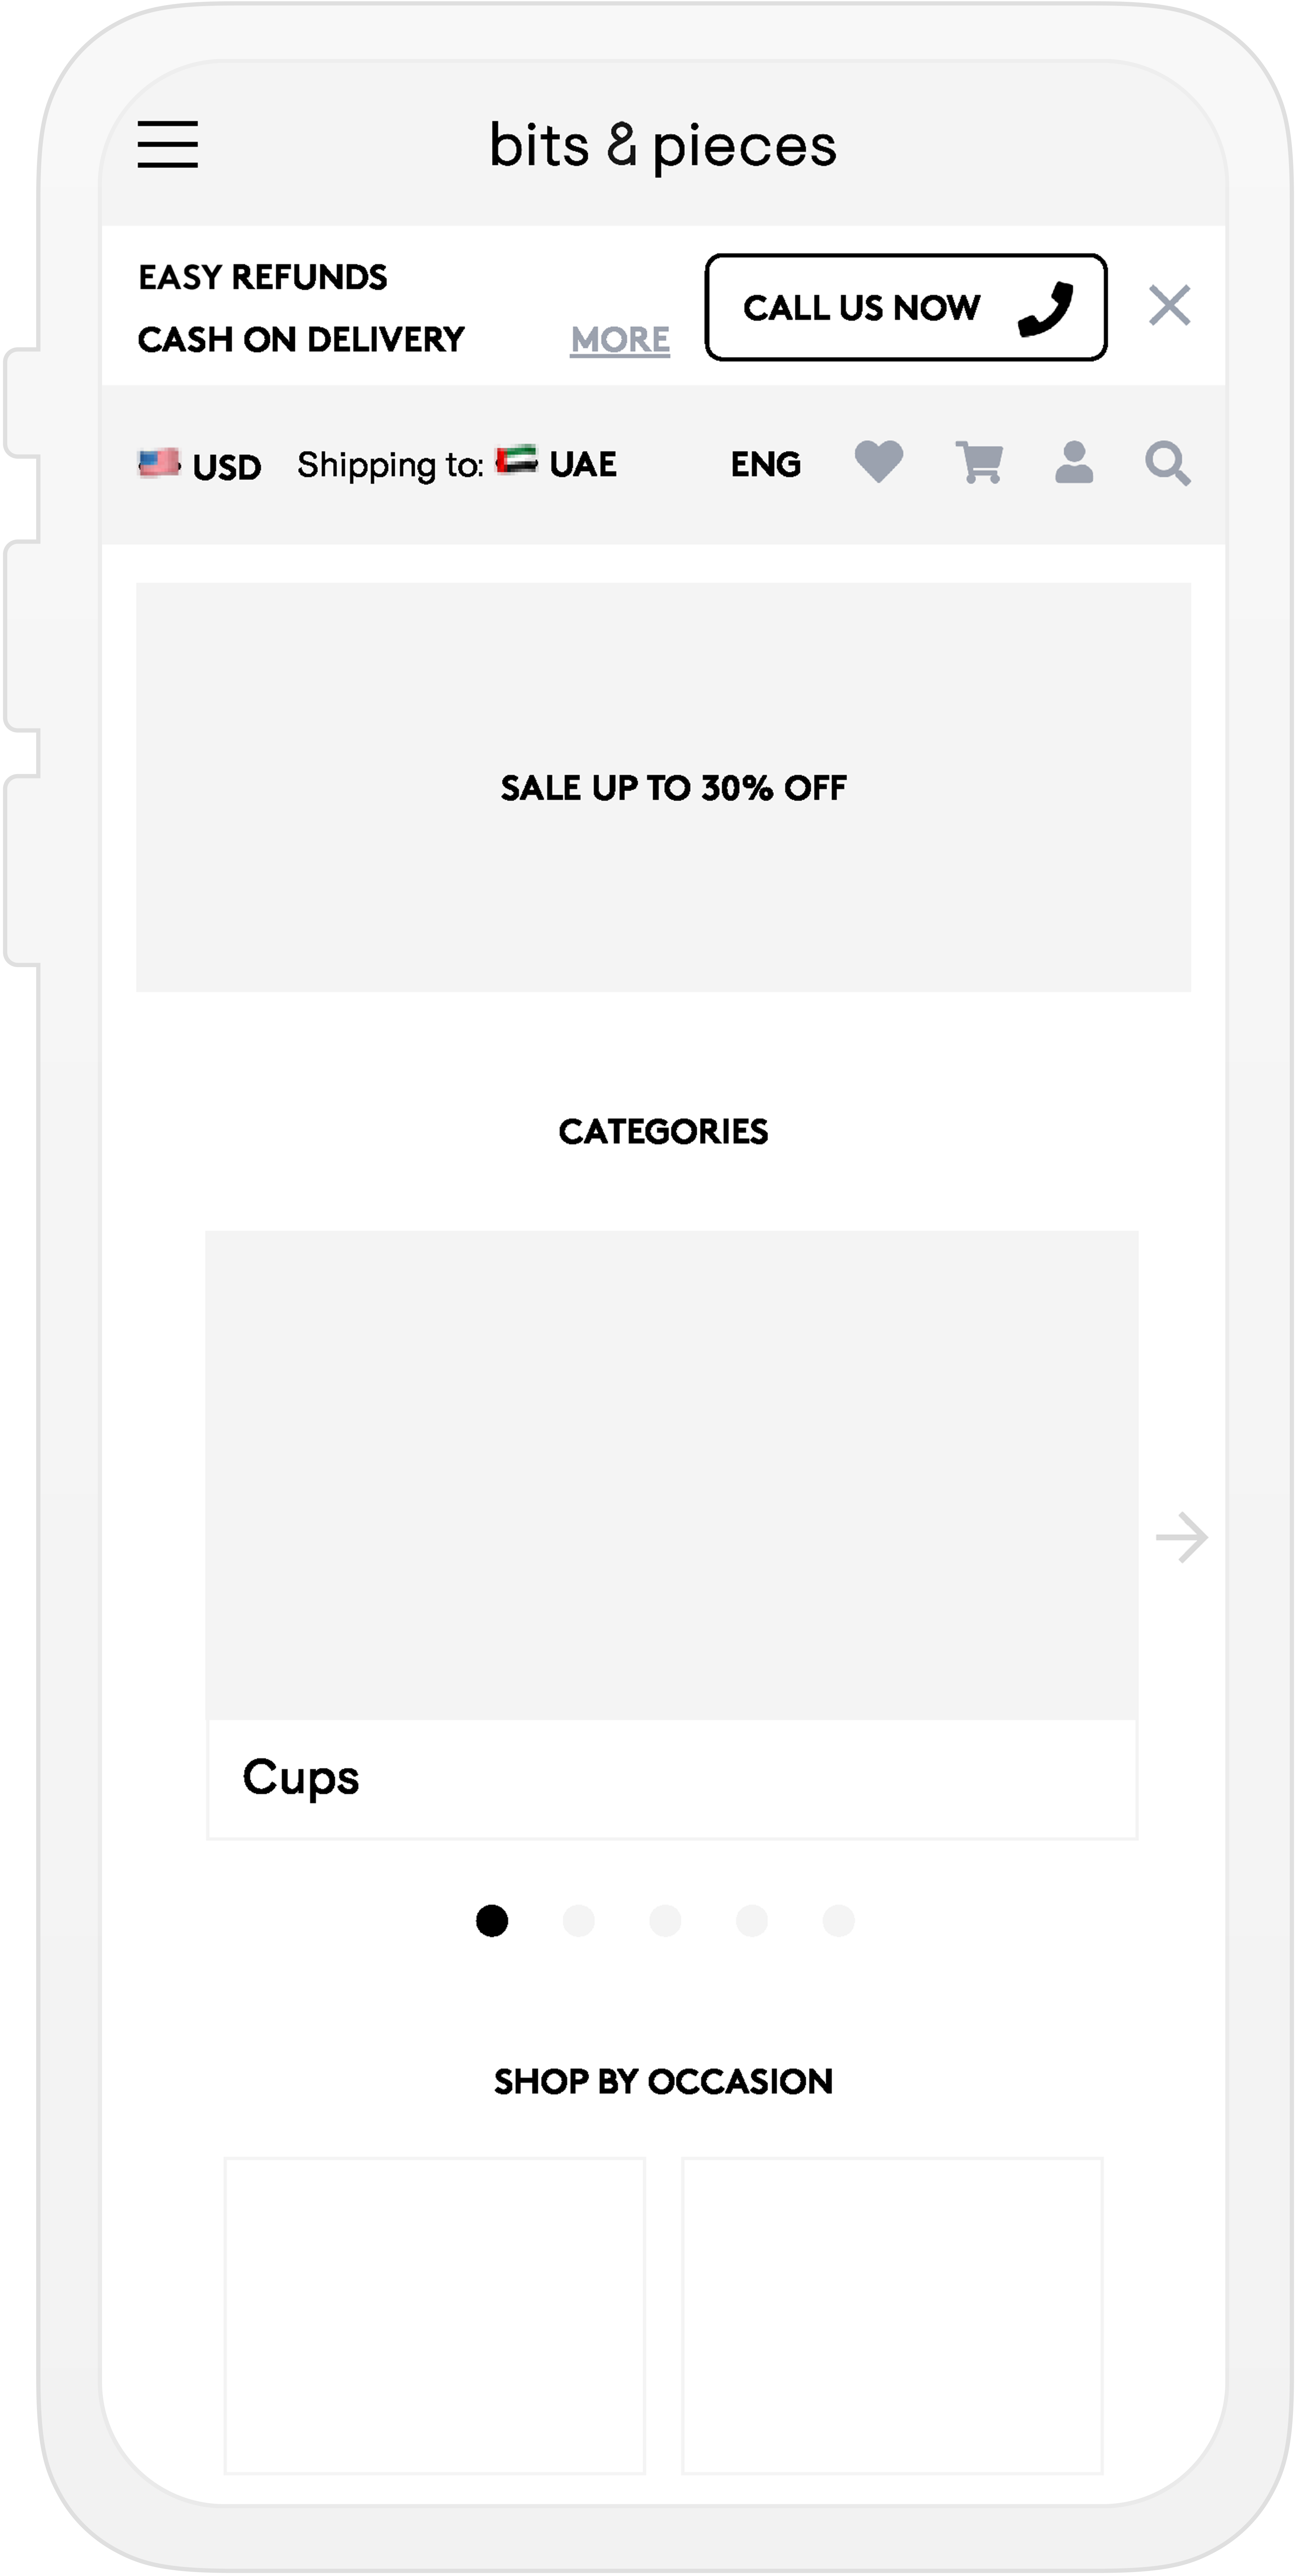 bits & pieces
EASY REFUNDS
CASH ON DELIVERY MORE
CALL US NOW
USD Shipping to: UAE ENG
SALE UP TO 30% OFF
CATEGORIES
Cups
SHOP BY OCCASION